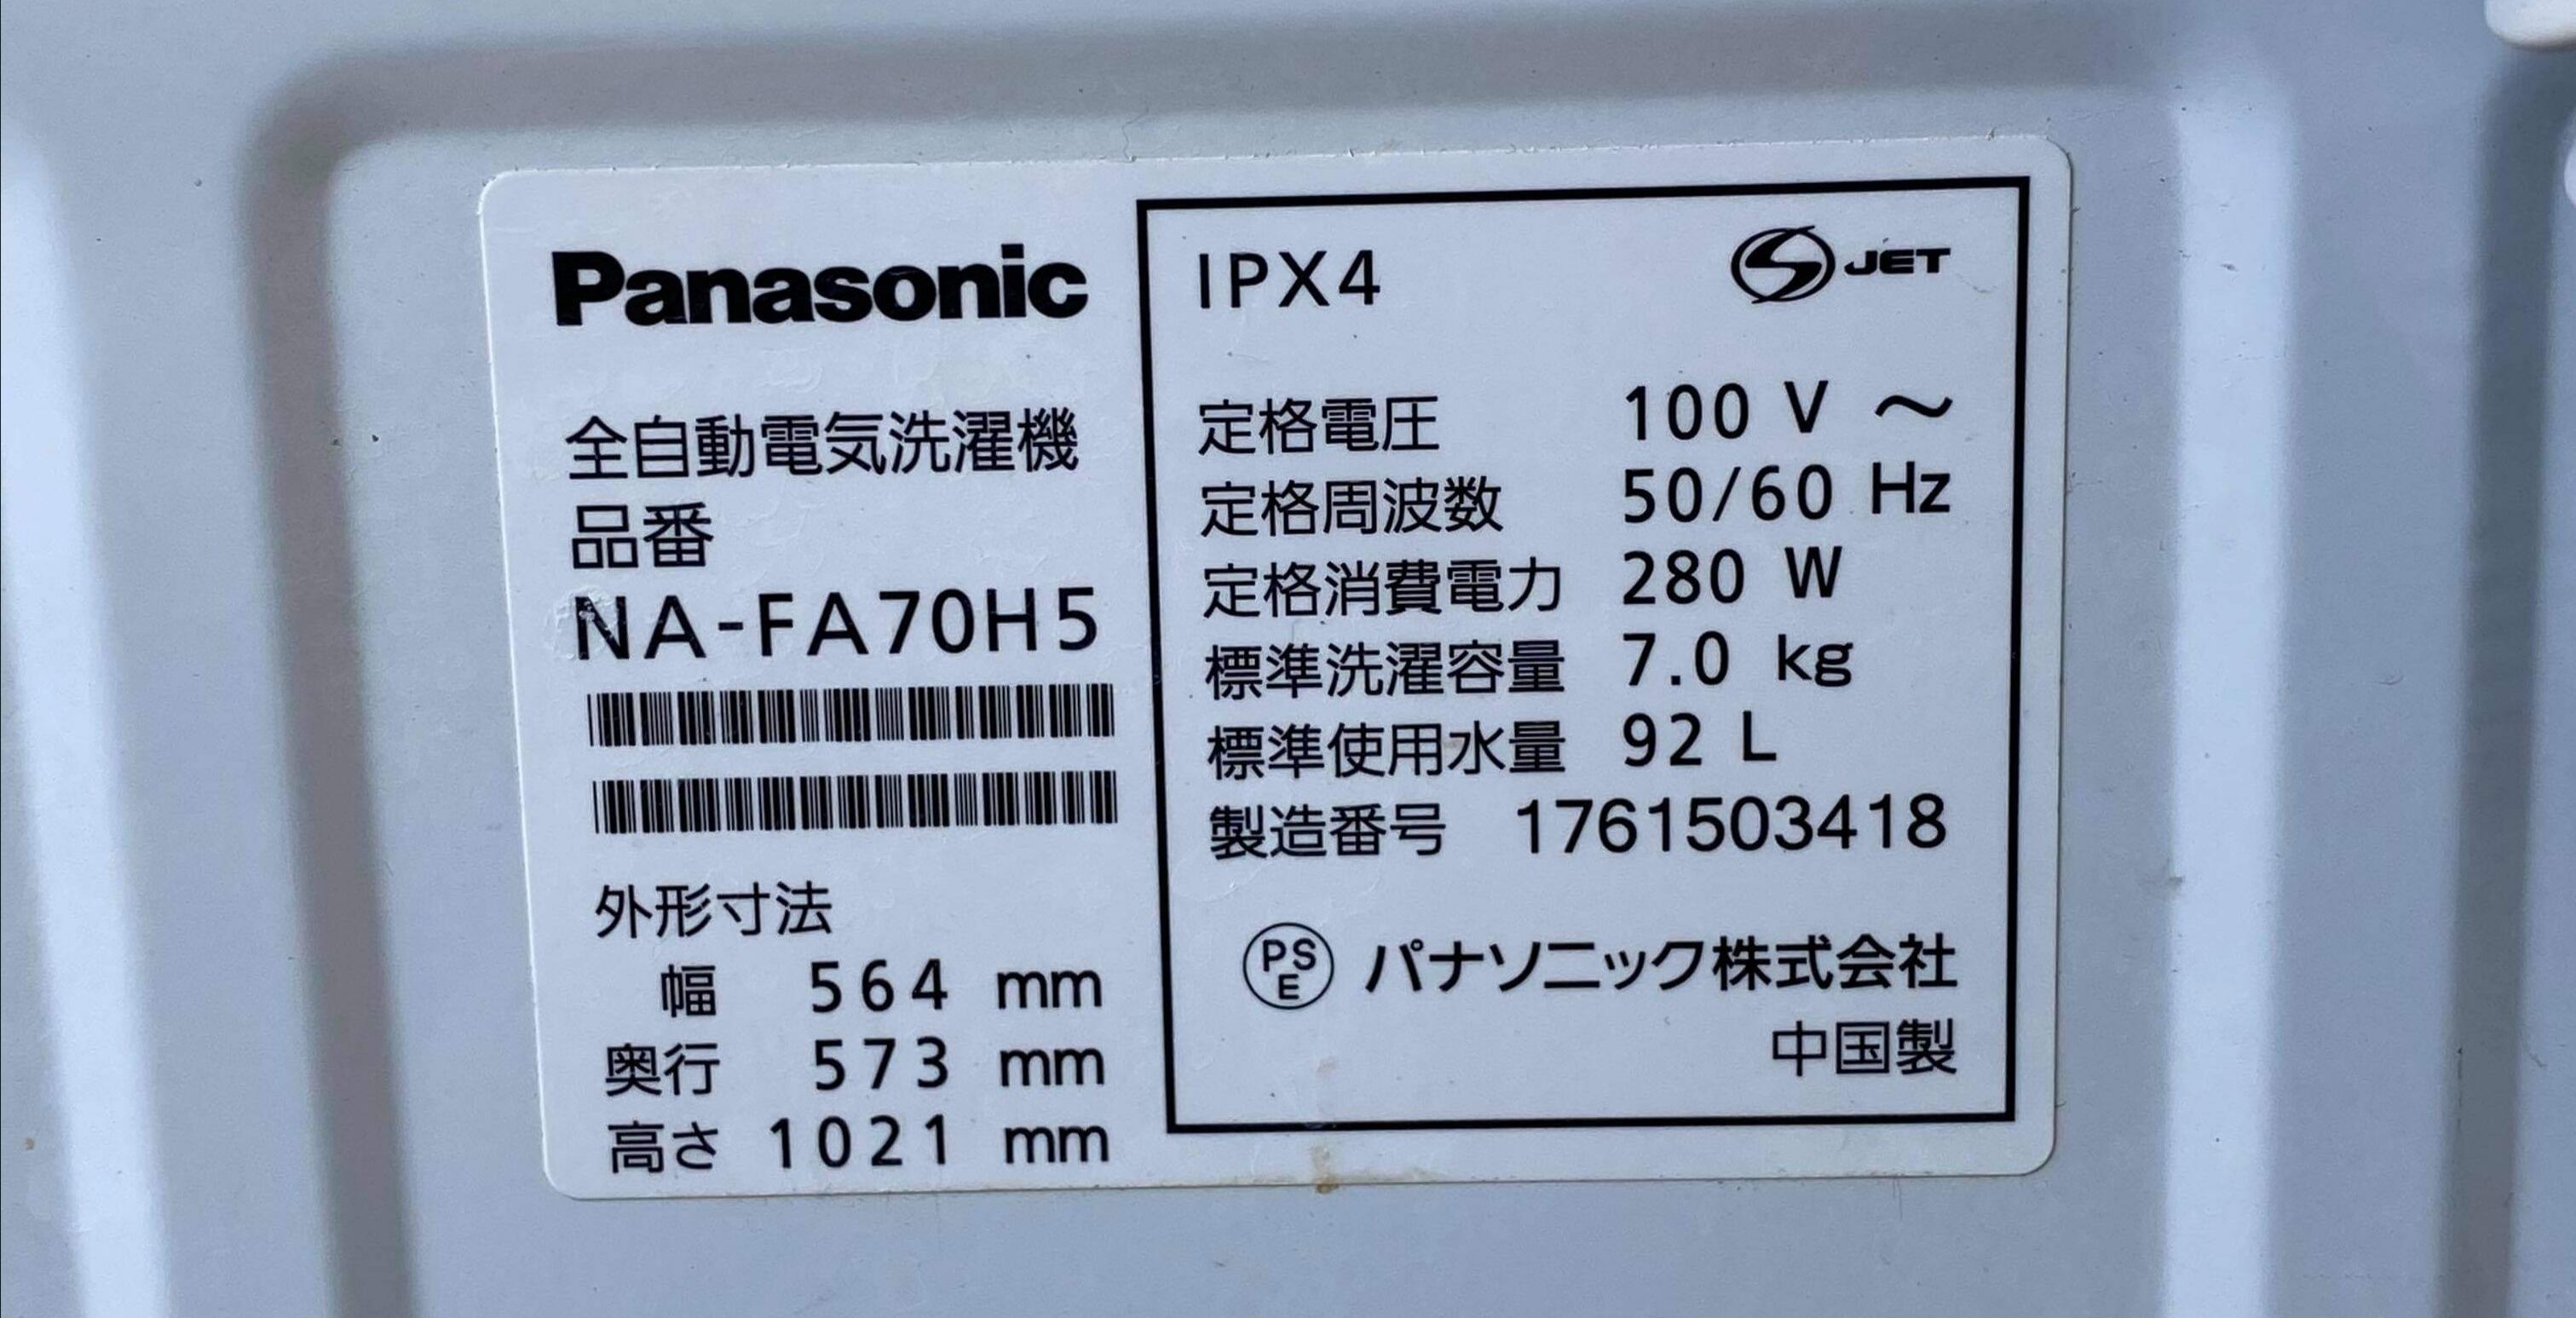 Panasonic
全自動電気洗濯機
品番
NA-FA70H5
外形寸法
幅 564 mm
奥行 573 mm
高さ 1021 mm
IPX4
S JET
定格電圧 100 V ～
定格周波数 50/60 Hz
定格消費電力 280 W
標準洗濯容量 7.0 kg
標準使用水量 92 L
製造番号 1761503418
PSE パナソニック株式会社
中国製